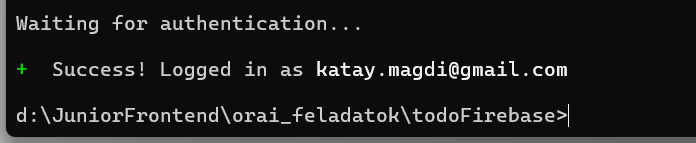 Waiting for authentication...
+  Success! Logged in as katay.magdi@gmail.com
d:\JuniorFrontend\orai_feladatok\todoFirebase>